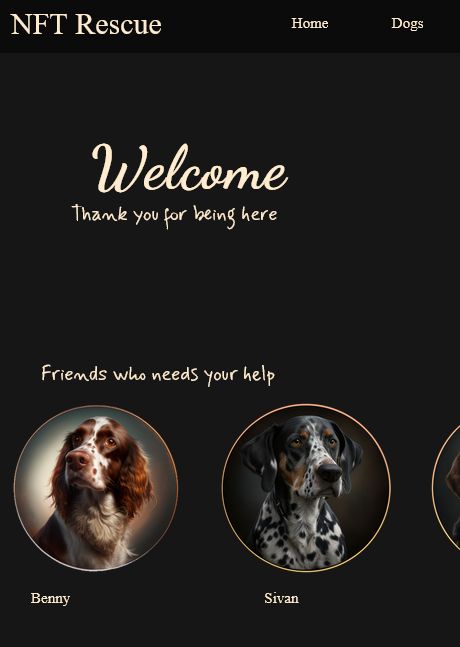 NFT Rescue Home Dogs
Welcome
Thank you for being here
Friends who needs your help
Benny Sivan